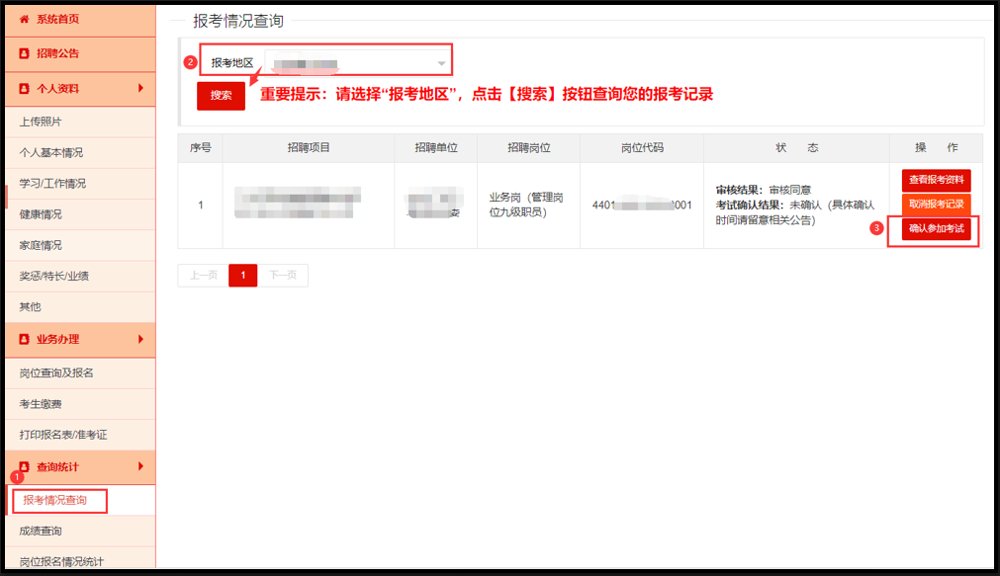 系统首页
招聘公告
个人资料
上传照片
个人基本情况
学习/工作情况
健康情况
家庭情况
奖惩/特长/业绩
其他
业务办理
岗位查询及报名
考生缴费
打印报名表/准考证
查询统计
1
报考情况查询
成绩查询
岗位报名情况统计
报考情况查询
2
报考地区
搜索
重要提示：请选择“报考地区”，点击【搜索】按钮查询您的报考记录
序号 招聘项目 招聘单位 招聘岗位 岗位代码 状 态 操 作
1
业务岗（管理岗
位九级职员）
4401 001
审核结果：审核同意
考试确认结果：未确认（具体确认
时间请留意相关公告）
查看报考资料
取消报考记录
3
确认参加考试
上一页 1 下一页